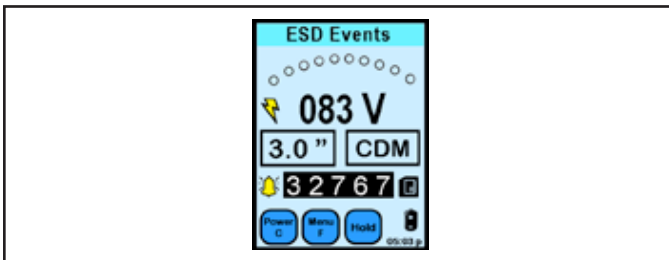 ESD Events
083 V
3.0 ” CDM
32767
Power Menu Hold
C F
05:03 p